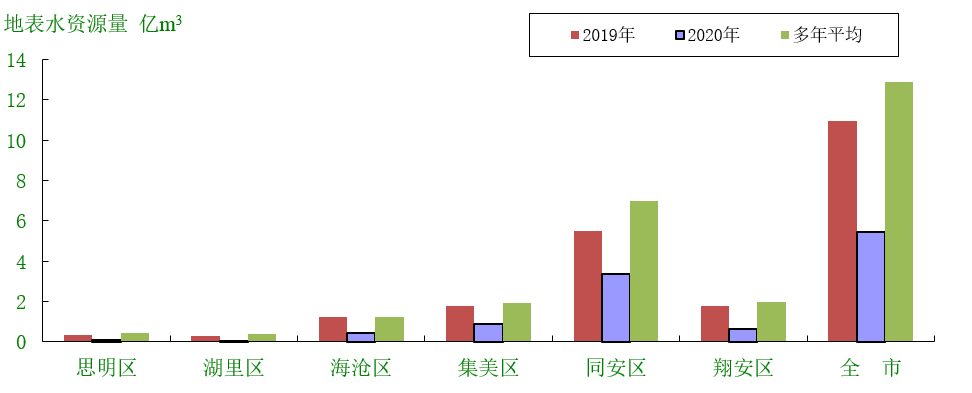 地表水资源量 亿m³
2019年 2020年 多年平均
14
12
10
8
6
4
2
0
思明区 湖里区 海沧区 集美区 同安区 翔安区 全 市